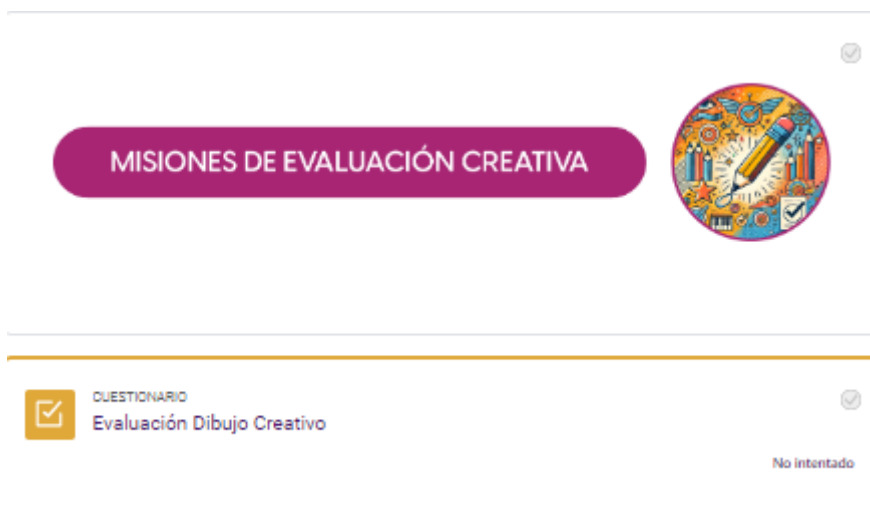 MISIONES DE EVALUACIÓN CREATIVA
CUESTIONARIO
Evaluación Dibujo Creativo
No intentado